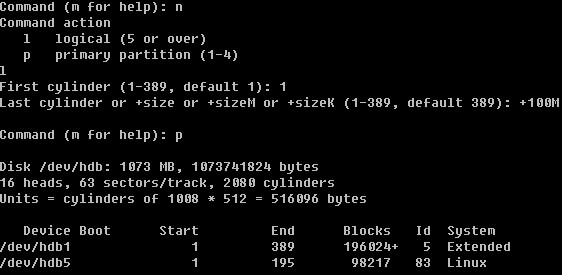 Command (m for help): n
Command action
l   logical (5 or over)
p   primary partition (1-4)
l
First cylinder (1-389, default 1): 1
Last cylinder or +size or +sizeM or +sizeK (1-389, default 389): +100M
Command (m for help): p
Disk /dev/hdb: 1073 MB, 1073741824 bytes
16 heads, 63 sectors/track, 2080 cylinders
Units = cylinders of 1008 * 512 = 516096 bytes
Device Boot Start End Blocks Id System
/dev/hdb1 1 389 196024+ 5 Extended
/dev/hdb5 1 195 98217 83 Linux